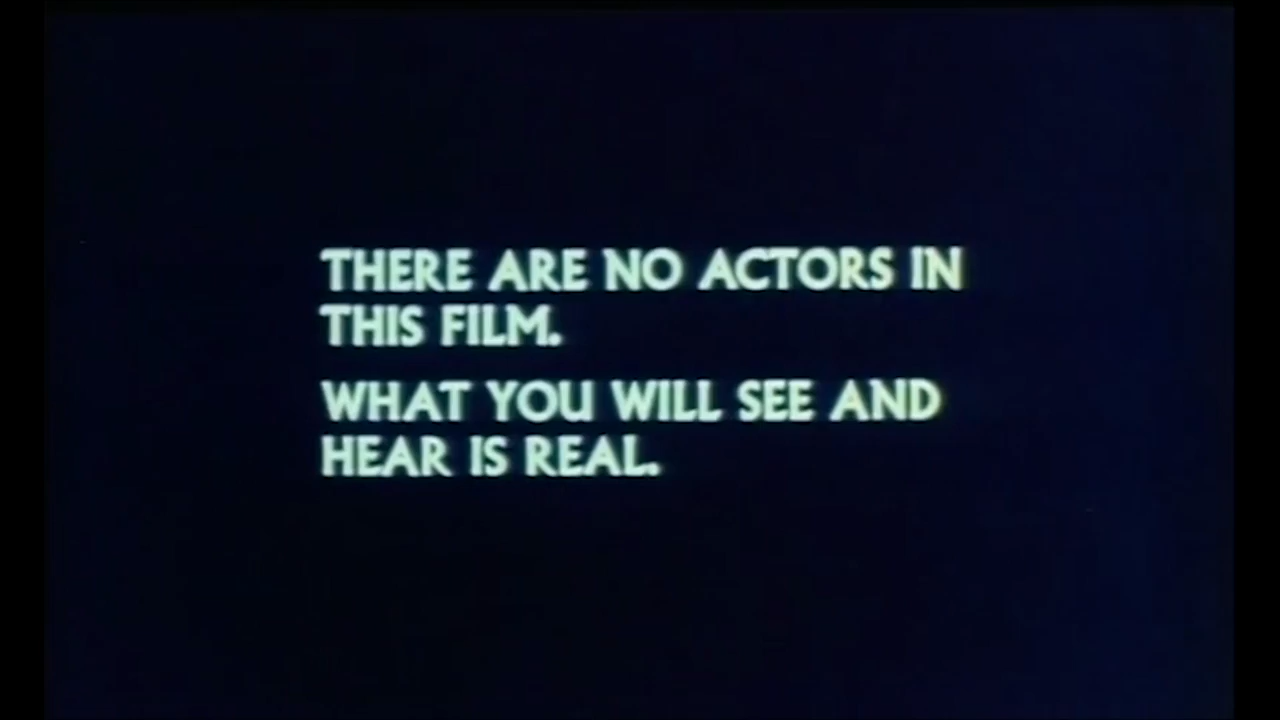 THERE ARE NO ACTORS IN
THIS FILM.
WHAT YOU WILL SEE AND
HEAR IS REAL.